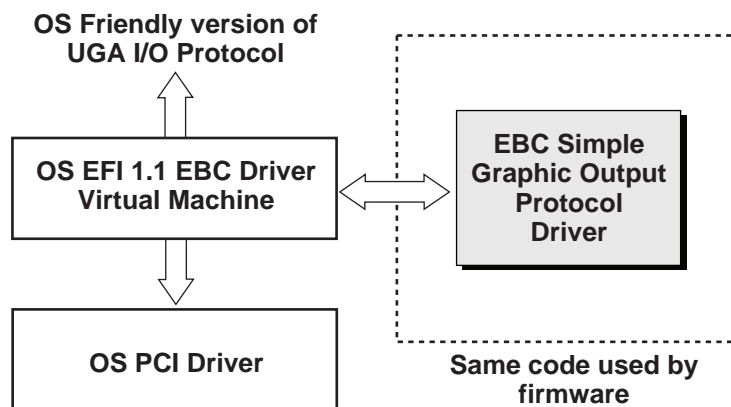 OS Friendly version of
UGA I/O Protocol
OS EFI 1.1 EBC Driver
Virtual Machine
EBC Simple
Graphic Output
Protocol
Driver
OS PCI Driver
Same code used by
firmware